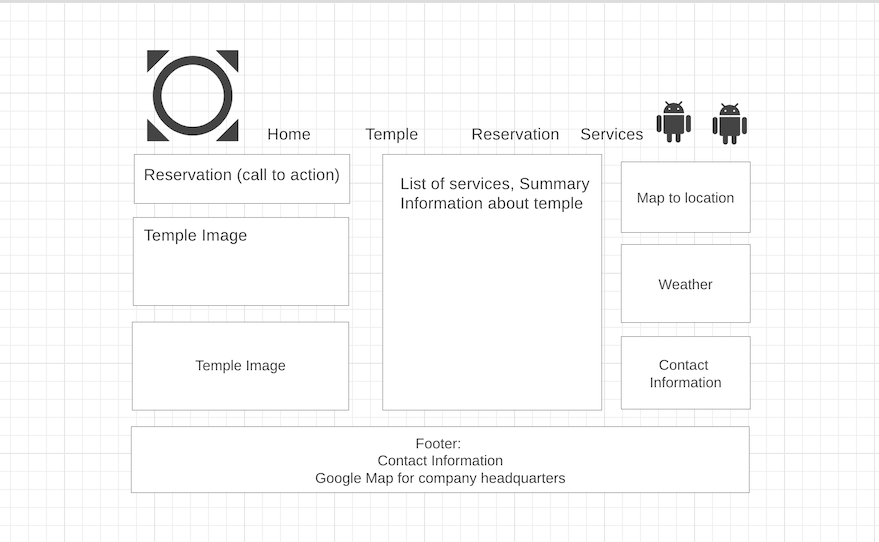 Home Temple Reservation Services
Reservation (call to action)
Temple Image
Temple Image
List of services, Summary
Information about temple
Map to location
Weather
Contact
Information
Footer:
Contact Information
Google Map for company headquarters